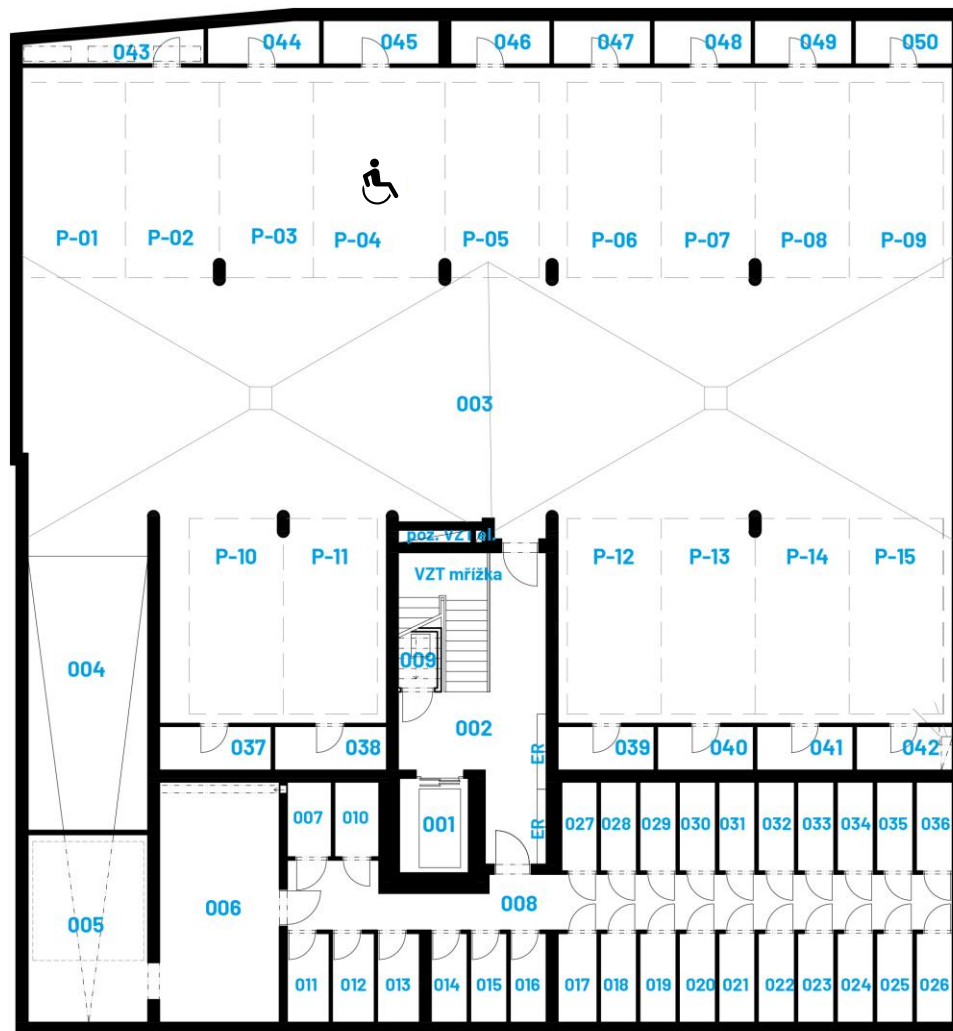 043 044 045 046 047 048 049 050
P-01 P-02 P-03 P-04 P-05 P-06 P-07 P-08 P-09
003
poz. VZT el.
P-10 P-11 P-12 P-13 P-14 P-15
VZT mřížka
004 009
002
037 038 ER 039 040 041 042
001 ER
007 010 027 028 029 030 031 032 033 034 035 036
006 008
005
011 012 013 014 015 016 017 018 019 020 021 022 023 024 025 026